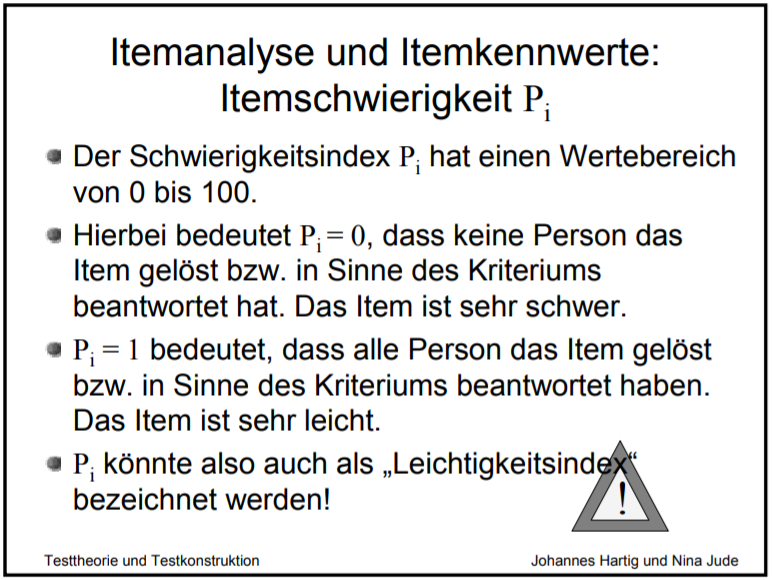 Itemanalyse und Itemkennwerte:
Itemschwierigkeit Pi
Der Schwierigkeitsindex Pi hat einen Wertebereich
von 0 bis 100.
Hierbei bedeutet Pi = 0, dass keine Person das
Item gelöst bzw. in Sinne des Kriteriums
beantwortet hat. Das Item ist sehr schwer.
Pi = 1 bedeutet, dass alle Person das Item gelöst
bzw. in Sinne des Kriteriums beantwortet haben.
Das Item ist sehr leicht.
Pi könnte also auch als „Leichtigkeitsindex“
bezeichnet werden!
!
Testtheorie und Testkonstruktion
Johannes Hartig und Nina Jude